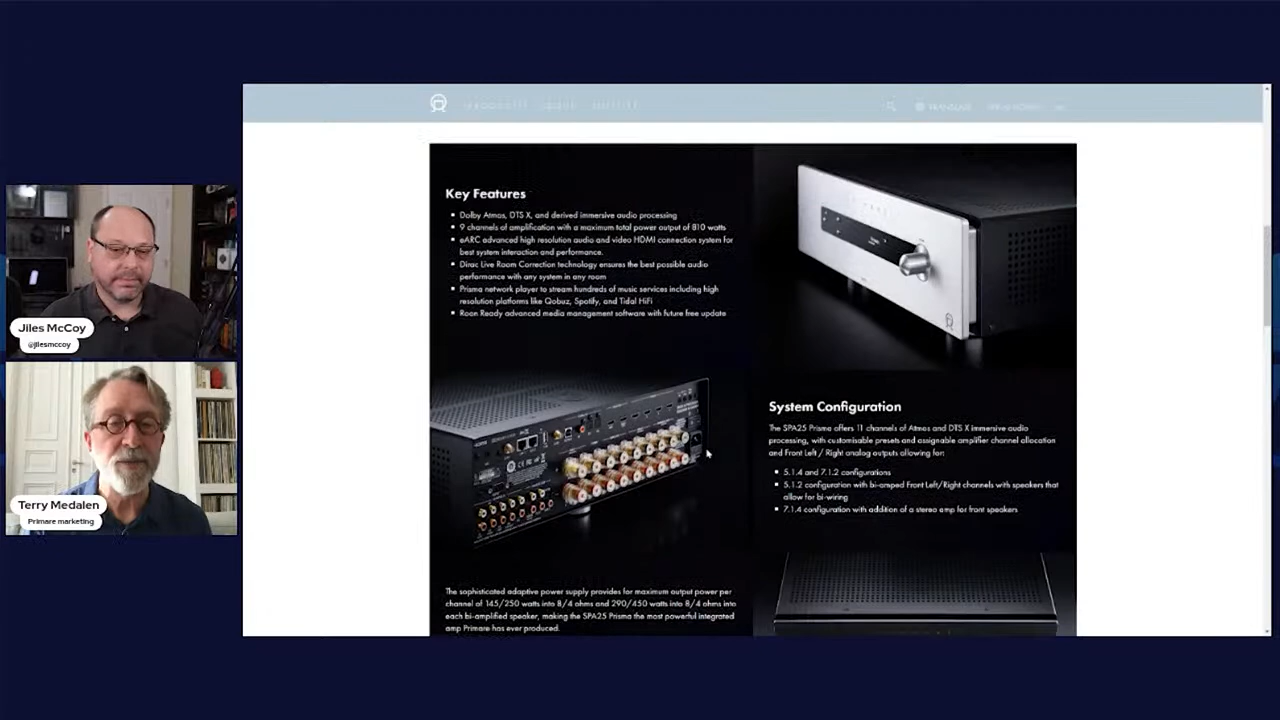 Jiles McCoy
@jilesmccoy
Terry Medalen
Primare marketing
Key Features
Dolby Atmos, DTS X, and derived immersive audio processing
9 channels of amplification with a maximum total power output of 810 watts
eARC advanced high resolution audio and video HDMI connection system for
best system interaction and performance.
Dirac Live Room Correction technology ensures the best possible audio
performance with any system in any room
Prisma network player to stream hundreds of music services including high
resolution platforms like Qobuz, Spotify, and Tidal HiFi
Roon Ready advanced media management software with future free update
The sophisticated adaptive power supply provides for maximum output power per
channel of 145/250 watts into 8/4 ohms and 290/450 watts into 8/4 ohms into
each bi-amplified speaker, making the SPA25 Prisma the most powerful integrated
amp Primare has ever produced.
System Configuration
The SPA25 Prisma offers 11 channels of Atmos and DTS X immersive audio
processing, with customisable presets and assignable amplifier channel allocation
and Front Left / Right analog outputs allowing for:
5.1.4 and 7.1.2 configurations
5.1.2 configuration with bi-amped Front Left/Right channels with speakers that
allow for bi-wiring
7.1.4 configuration with addition of a stereo amp for front speakers